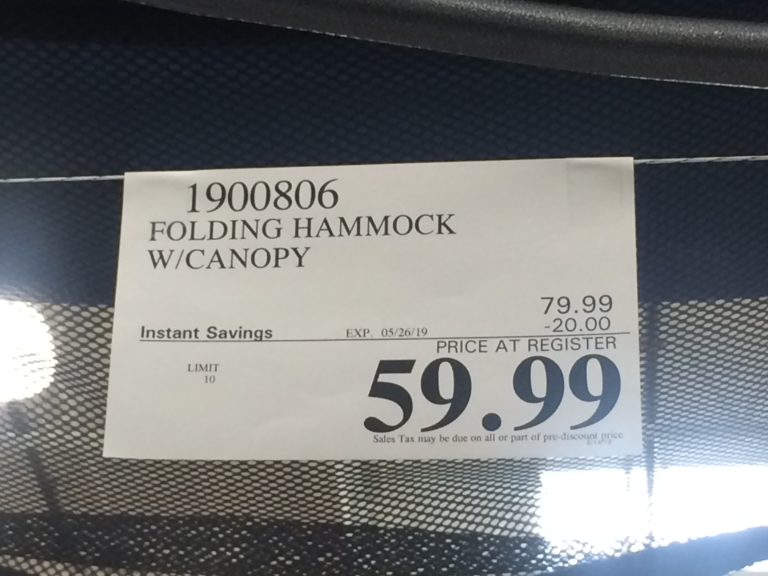 1900806
FOLDING HAMMOCK
W/CANOPY
79.99
-20.00
Instant Savings EXP. 05/26/19
PRICE AT REGISTER
LIMIT
10
59.99
Sales Tax may be due on all or part of pre-discount price